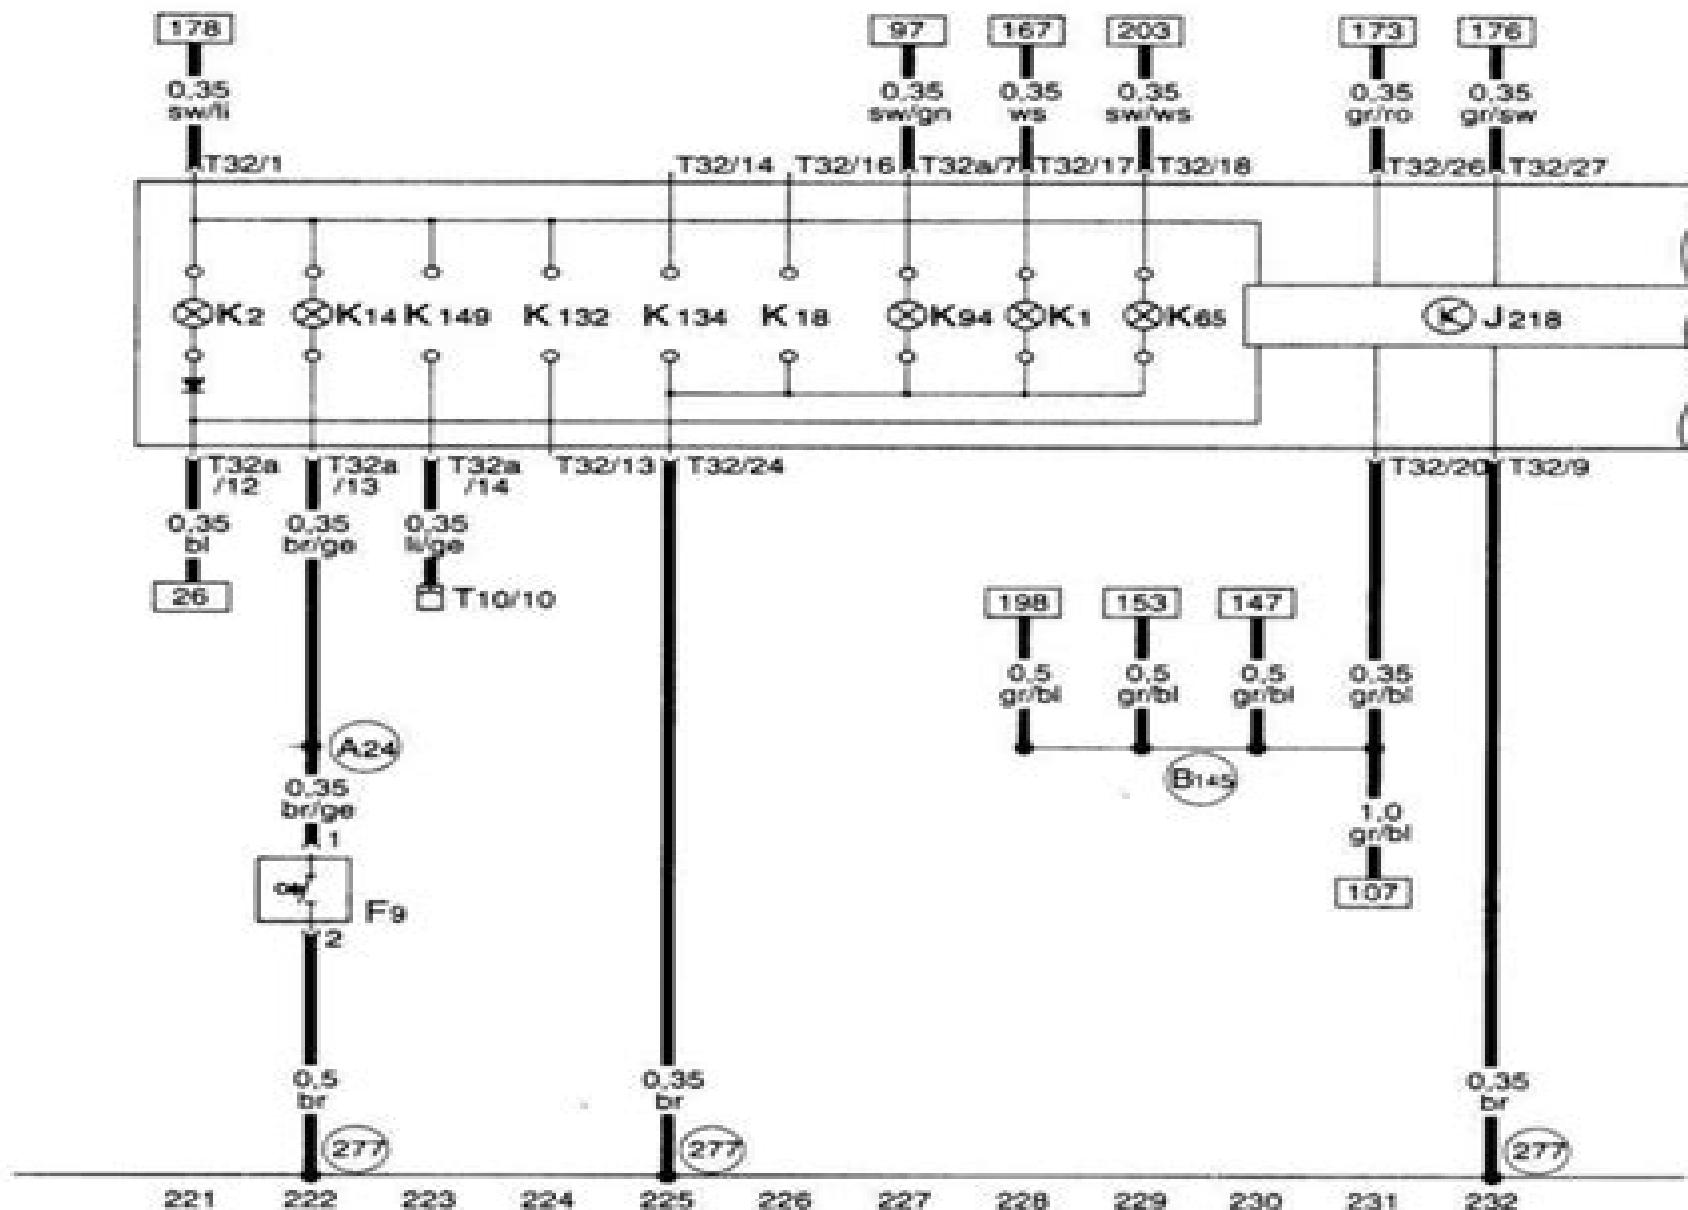 178 97 167 203 173 176
0,35 0,35 0,35 0,35 0,35 0,35
sw/li sw/gn ws sw/ws gr/ro gr/sw
T32/1 T32/14 T32/16 T32a/7 T32/17 T32/18 T32/26 T32/27
K2 K14 K149 K132 K134 K18 K94 K1 K65 K J218
T32a T32a T32a T32/13 T32/24 T32/20 T32/9
/12 /13 /14
0,35 0,35 0,35
bl br/ge li/ge
26 T10/10 198 153 147
0,5 0,5 0,5 0,35
gr/bl gr/bl gr/bl gr/bl
A24
B145
0,35 1,0
br/ge gr/bl
1
107
F9
2
0,5 0,35 0,35
br br br
277 277 277
221 222 223 224 225 226 227 228 229 230 231 232